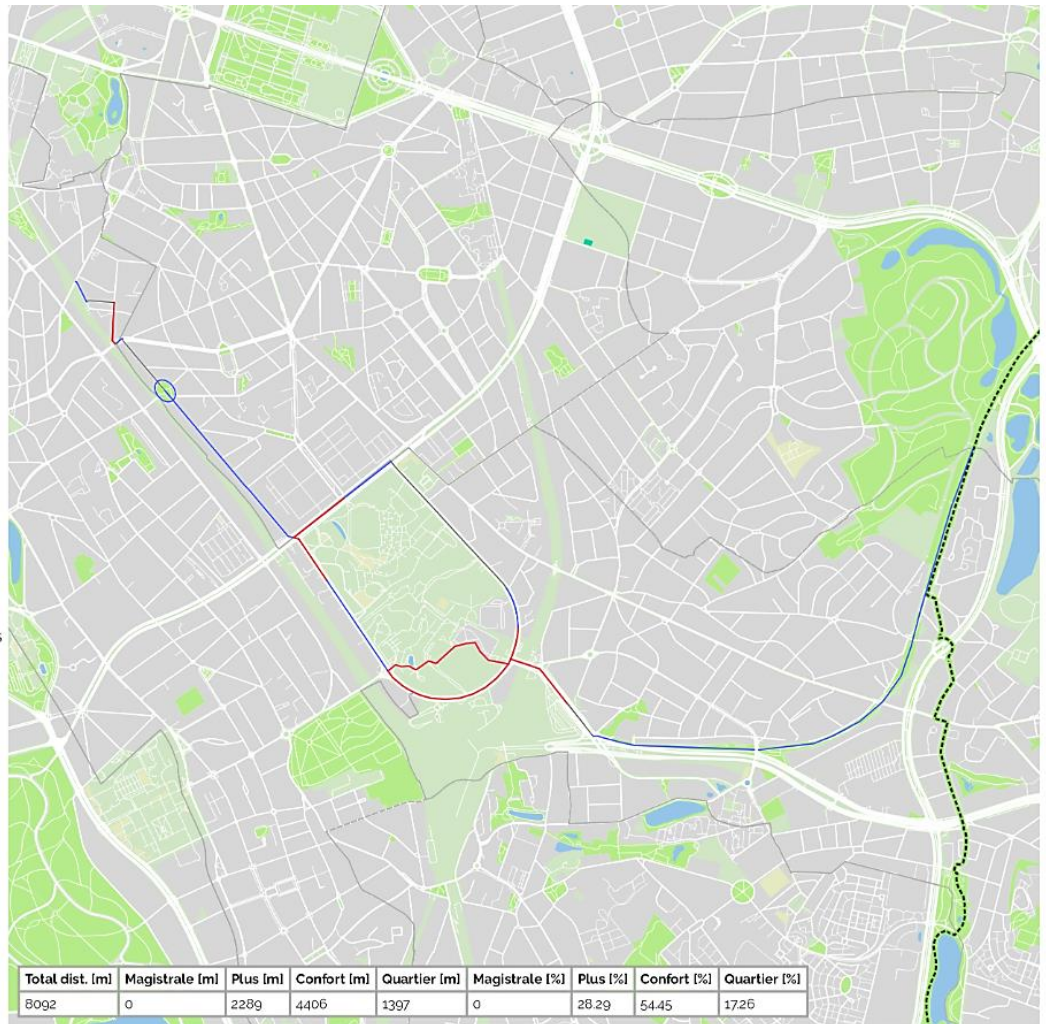 Total dist. [m] Magistrale [m] Plus [m] Confort [m] Quartier [m] Magistrale [%] Plus [%] Confort [%] Quartier [%]
8092 0 2289 4406 1397 0 28.29 54.45 17.26
s